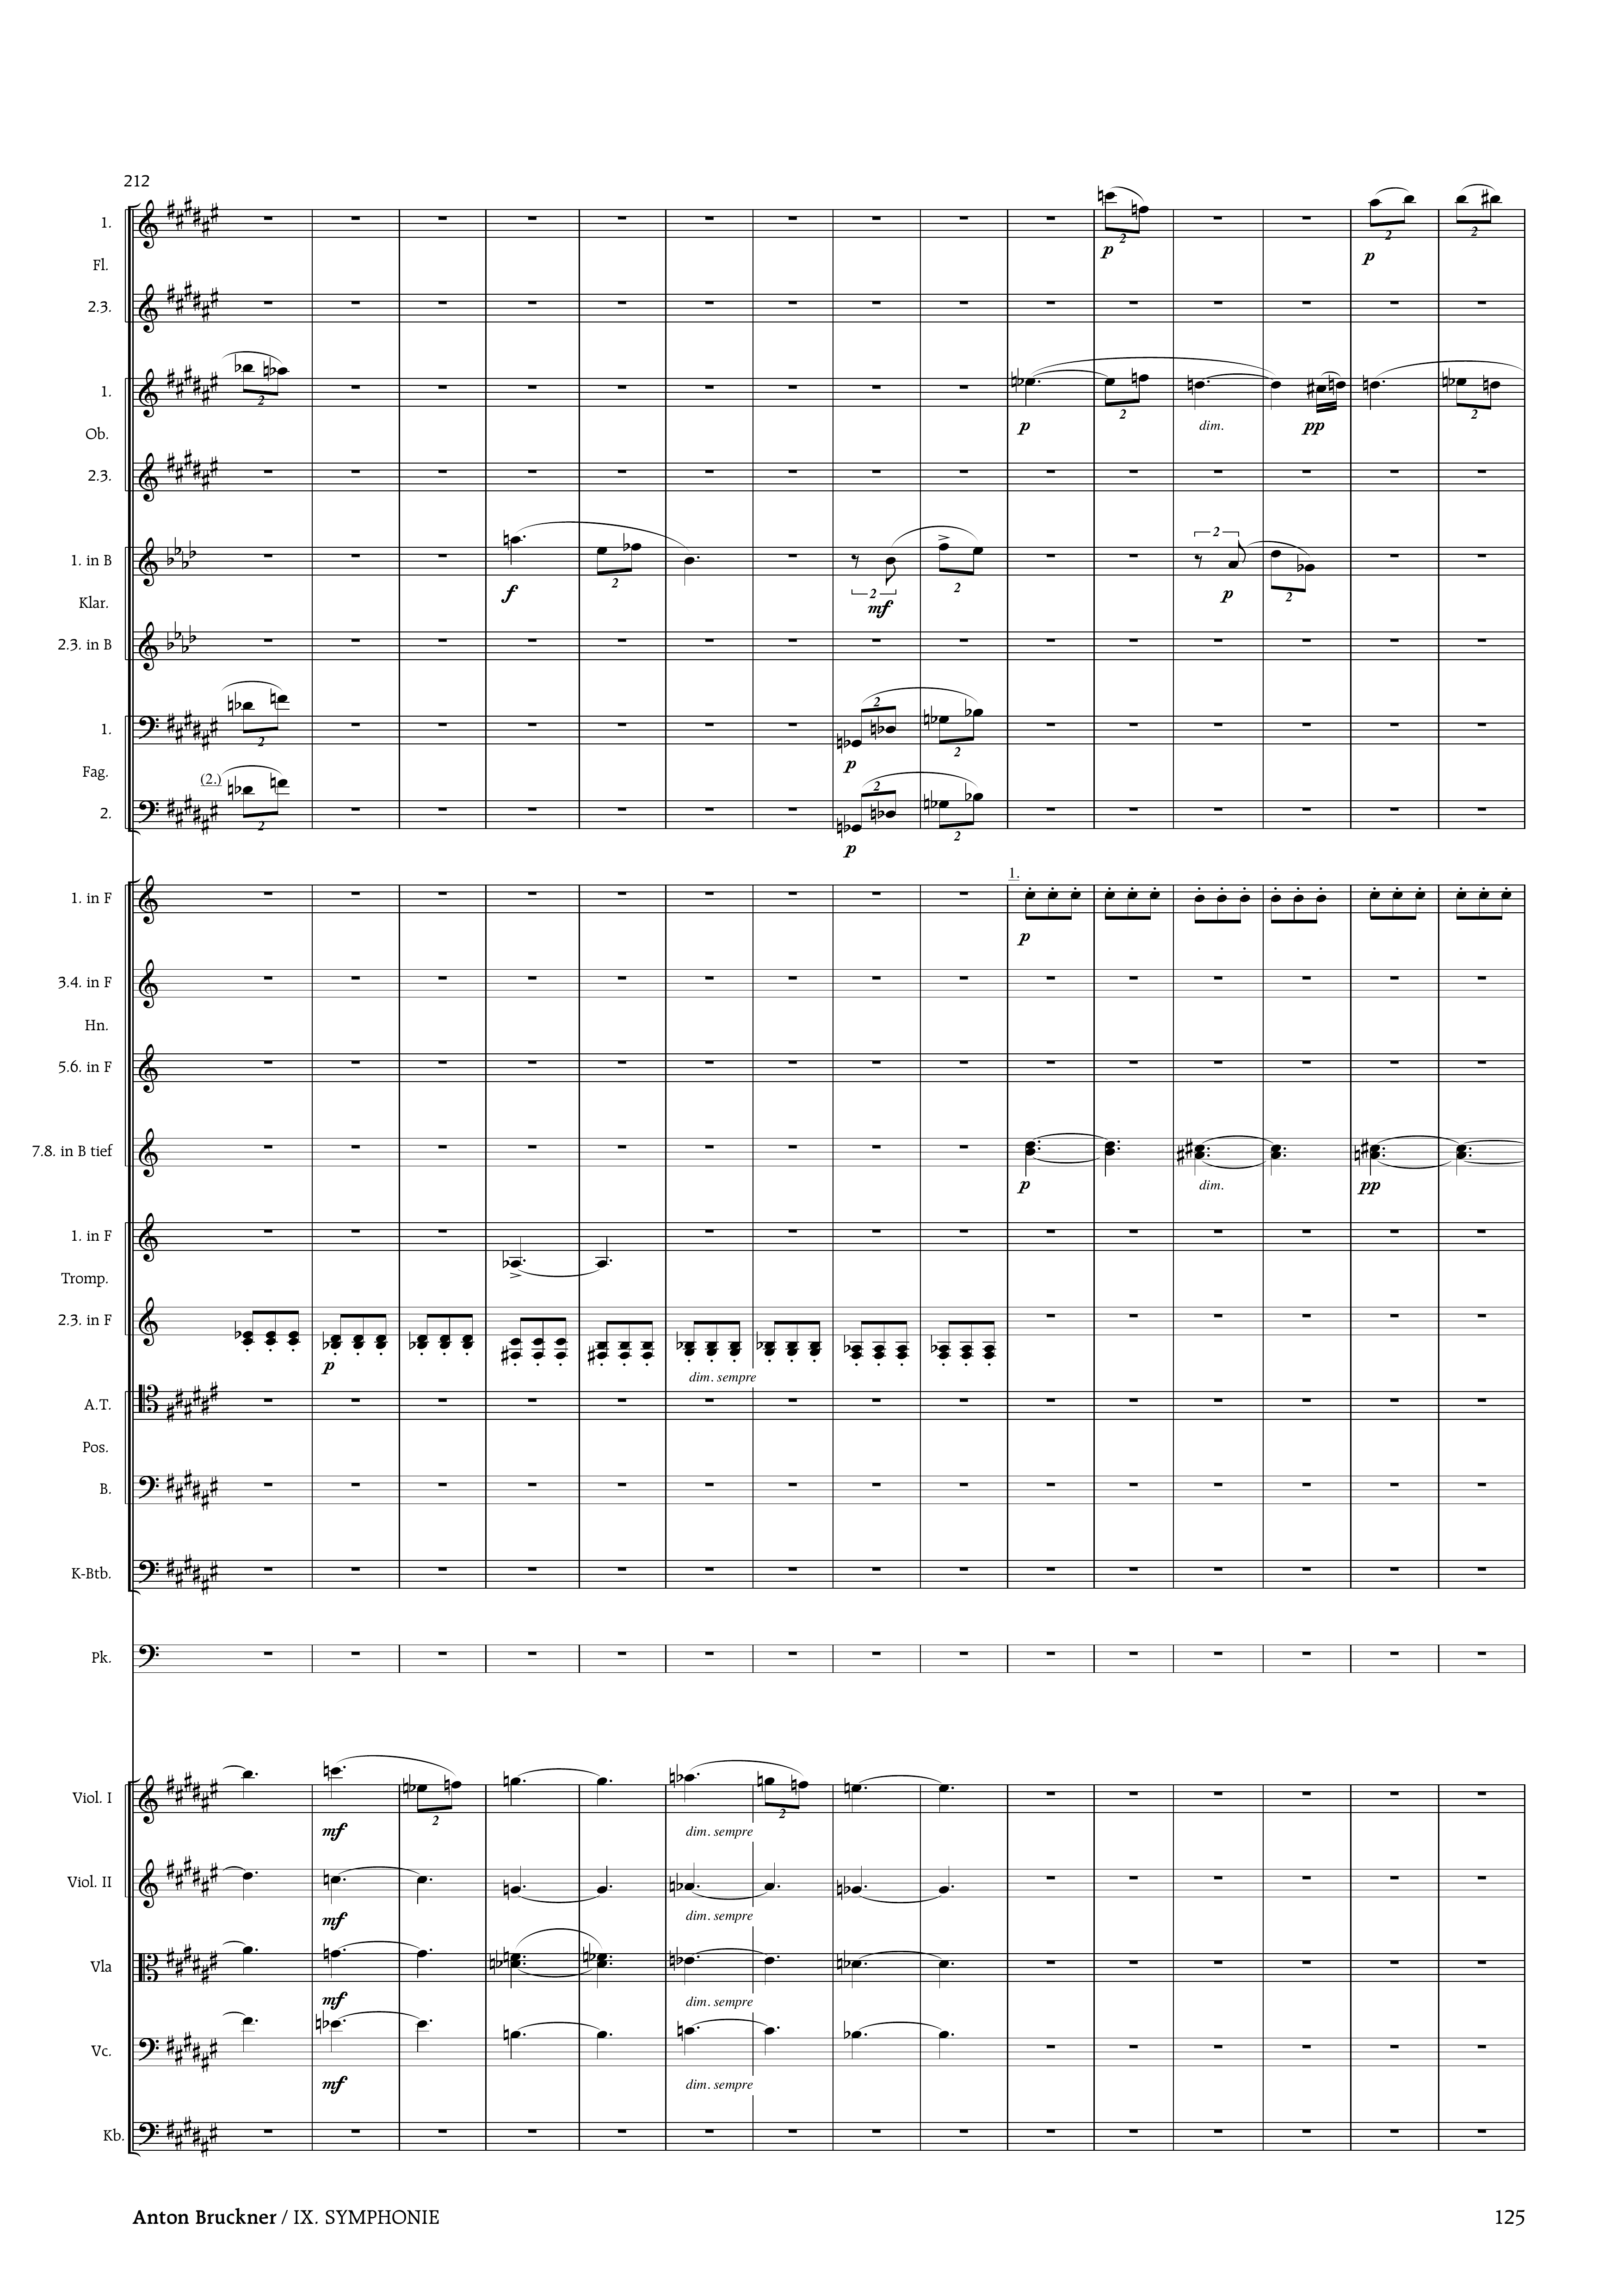 212
1.
2
2
2
p
p
Fl.
2.3.
1.
2
2
2
p
dim.
pp
Ob.
2.3.
1. in B
2
2
2
2
2
f
mf
p
Klar.
2.3. in B
1.
2
2
2
p
Fag.
(2.)
2.
2
2
2
p
1.
1. in F
p
3.4. in F
Hn.
5.6. in F
7.8. in B tief
p
dim.
pp
1. in F
Tromp.
2.3. in F
p
dim. sempre
A.T.
Pos.
B.
K-Btb.
Pk.
Viol. I
2
2
mf
dim. sempre
Viol. II
mf
dim. sempre
Vla
mf
dim. sempre
Vc.
mf
dim. sempre
Kb.
Anton Bruckner / IX. SYMPHONIE
125